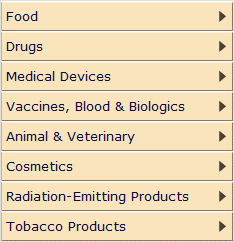 Food
Drugs
Medical Devices
Vaccines, Blood & Biologics
Animal & Veterinary
Cosmetics
Radiation-Emitting Products
Tobacco Products